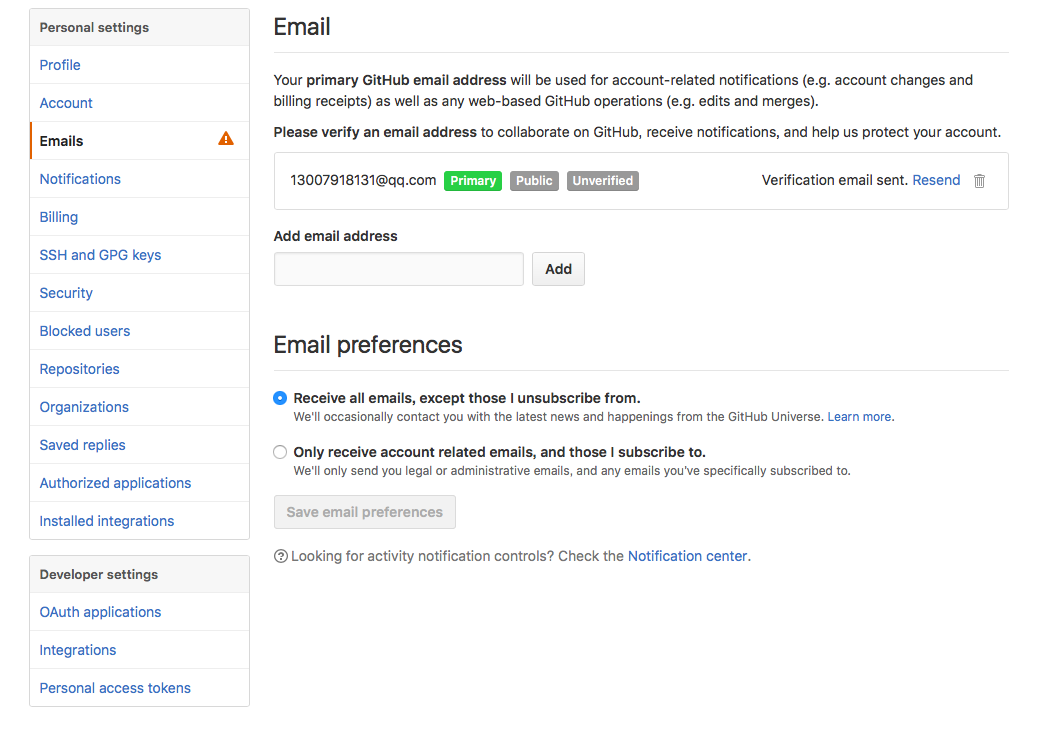 Personal settings
Profile
Account
Emails
Notifications
Billing
SSH and GPG keys
Security
Blocked users
Repositories
Organizations
Saved replies
Authorized applications
Installed integrations
Developer settings
OAuth applications
Integrations
Personal access tokens
Email
Your primary GitHub email address will be used for account-related notifications (e.g. account changes and
billing receipts) as well as any web-based GitHub operations (e.g. edits and merges).
Please verify an email address to collaborate on GitHub, receive notifications, and help us protect your account.
13007918131@qq.com Primary Public Unverified Verification email sent. Resend
Add email address
Add
Email preferences
Receive all emails, except those I unsubscribe from.
We'll occasionally contact you with the latest news and happenings from the GitHub Universe. Learn more.
Only receive account related emails, and those I subscribe to.
We'll only send you legal or administrative emails, and any emails you've specifically subscribed to.
Save email preferences
Looking for activity notification controls? Check the Notification center.